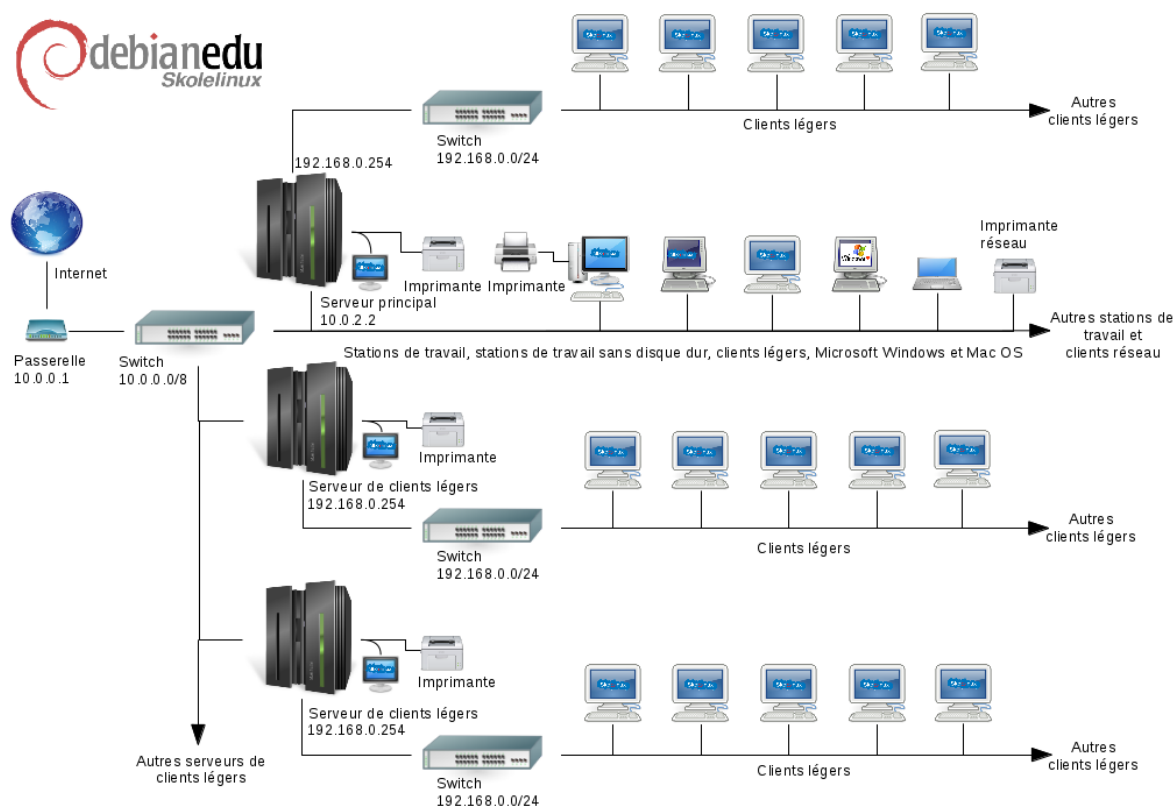 debianedu
Skolelinux
Autres
clients légers
Clients légers
Switch
192.168.0.0/24
192.168.0.254
Internet
Imprimante
Imprimante
Imprimante
réseau
Serveur principal
10.0.2.2
Passerelle
10.0.0.1
Switch
10.0.0.0/8
Stations de travail, stations de travail sans disque dur, clients légers, Microsoft Windows et Mac OS
Autres stations de
travail et
clients réseau
Imprimante
Serveur de clients légers
192.168.0.254
Switch
192.168.0.0/24
Clients légers
Autres
clients légers
Imprimante
Serveur de clients légers
192.168.0.254
Switch
192.168.0.0/24
Clients légers
Autres
clients légers
Autres serveurs de
clients légers